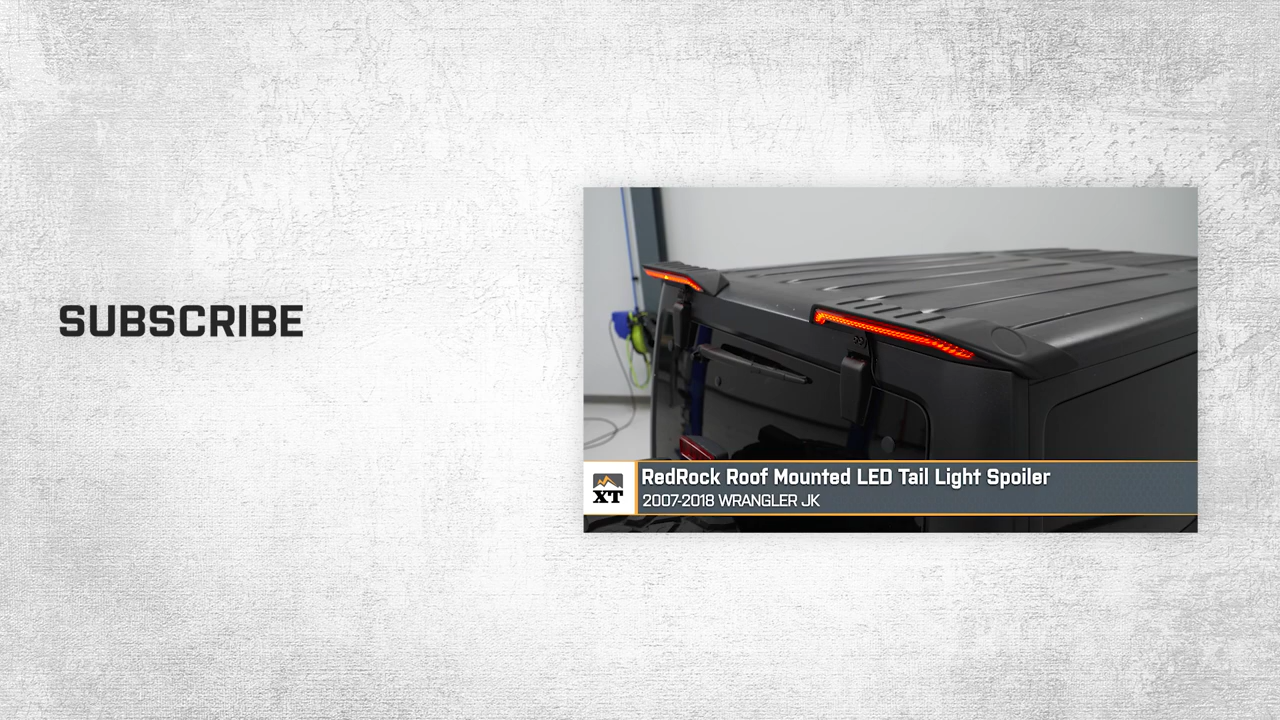 SUBSCRIBE
RedRock Roof Mounted LED Tail Light Spoiler
XT
2007-2018 WRANGLER JK